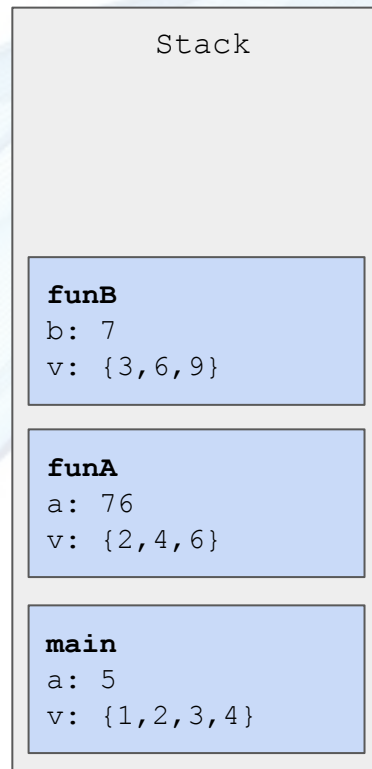 Stack
funB
b: 7
v: {3,6,9}
funA
a: 76
v: {2,4,6}
main
a: 5
v: {1,2,3,4}